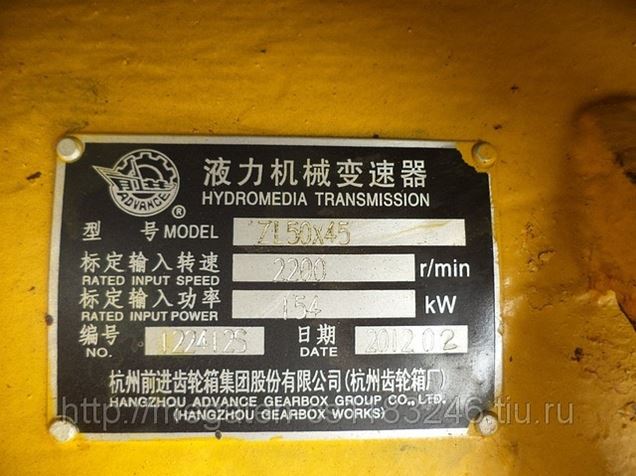 前进
ADVANCE
®
液力机械变速器
HYDROMEDIA TRANSMISSION
型 号 MODEL ZL50X45
标定输入转速 2200 r/min
RATED INPUT SPEED
标定输入功率 154 kW
RATED INPUT POWER
编号 122412S 日期 201202
NO. DATE
杭州前进齿轮箱集团股份有限公司(杭州齿轮箱厂)
HANGZHOU ADVANCE GEARBOX GROUP CO., LTD.
(HANGZHOU GEARBOX WORKS)